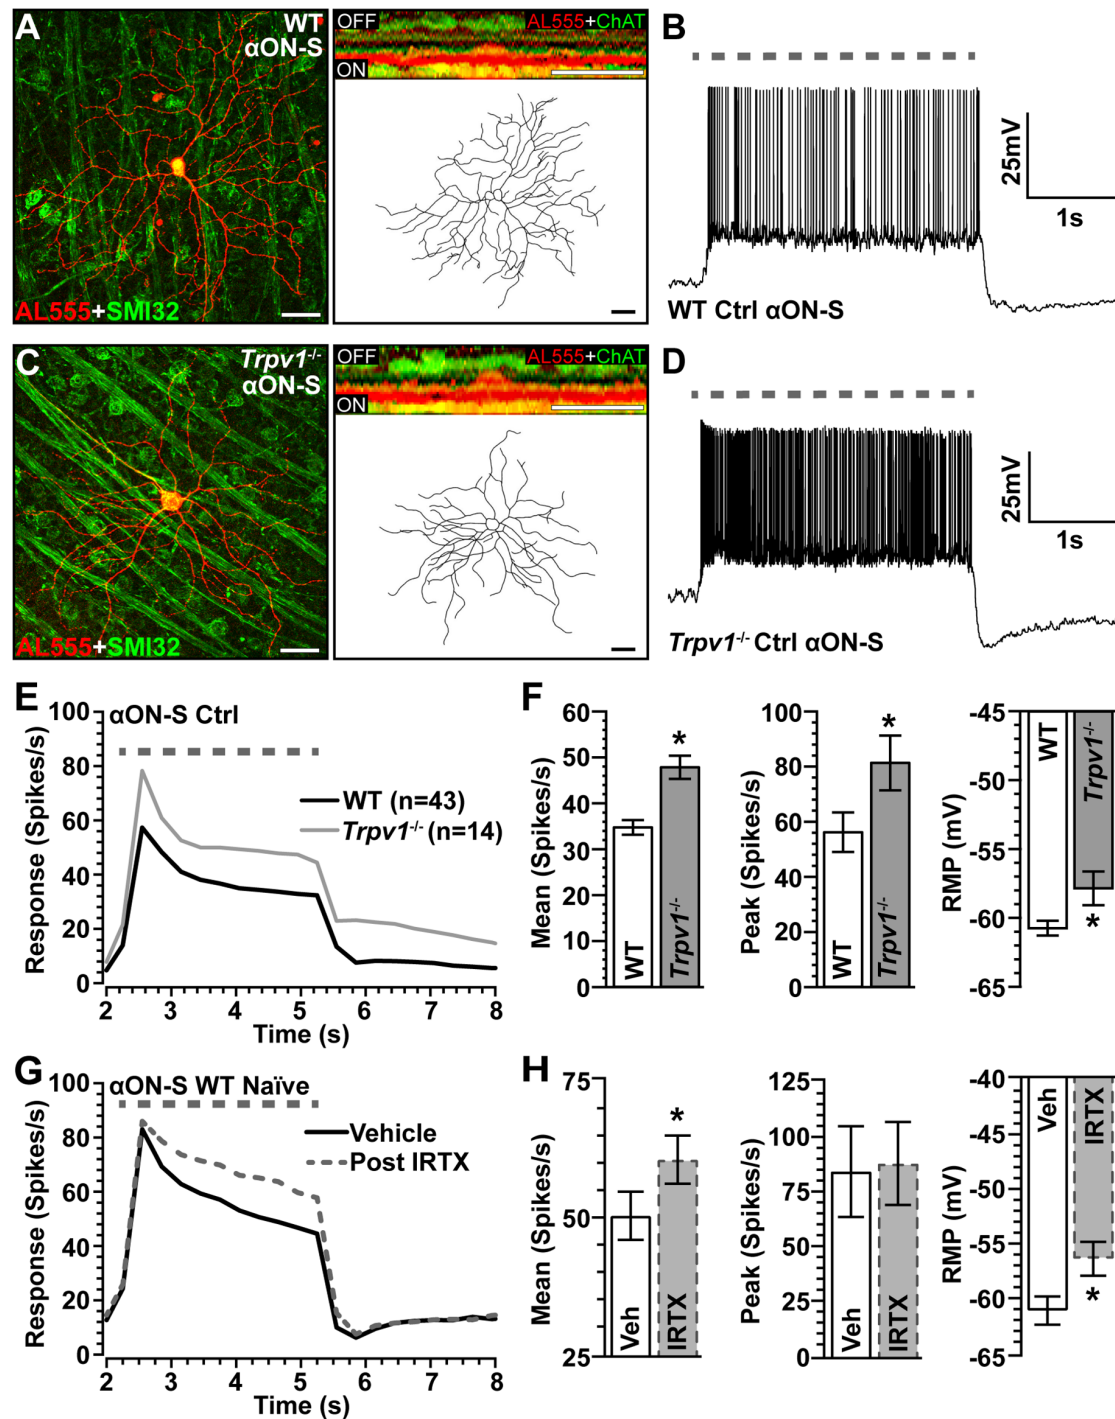 A
WT
αON-S
AL555+SMI32
OFF
AL555+ChAT
ON
B
25mV
1s
WT Ctrl αON-S
C
Trpv1-/-
αON-S
AL555+SMI32
OFF
AL555+ChAT
ON
D
25mV
1s
Trpv1-/- Ctrl αON-S
E
αON-S Ctrl
Response (Spikes/s)
100
80
60
40
20
0
WT (n=43)
Trpv1-/- (n=14)
2 3 4 5 6 7 8
Time (s)
F
Mean (Spikes/s)
60
50
40
30
20
10
0
WT
Trpv1-/-
*
Peak (Spikes/s)
100
80
60
40
20
0
WT
Trpv1-/-
*
RMP (mV)
-45
-50
-55
-60
-65
WT
Trpv1-/-
*
G
αON-S WT Naïve
Response (Spikes/s)
100
80
60
40
20
0
Vehicle
Post IRTX
2 3 4 5 6 7 8
Time (s)
H
Mean (Spikes/s)
75
50
25
Veh
IRTX
*
Peak (Spikes/s)
125
100
75
50
25
0
Veh
IRTX
RMP (mV)
-40
-45
-50
-55
-60
-65
Veh
IRTX
*